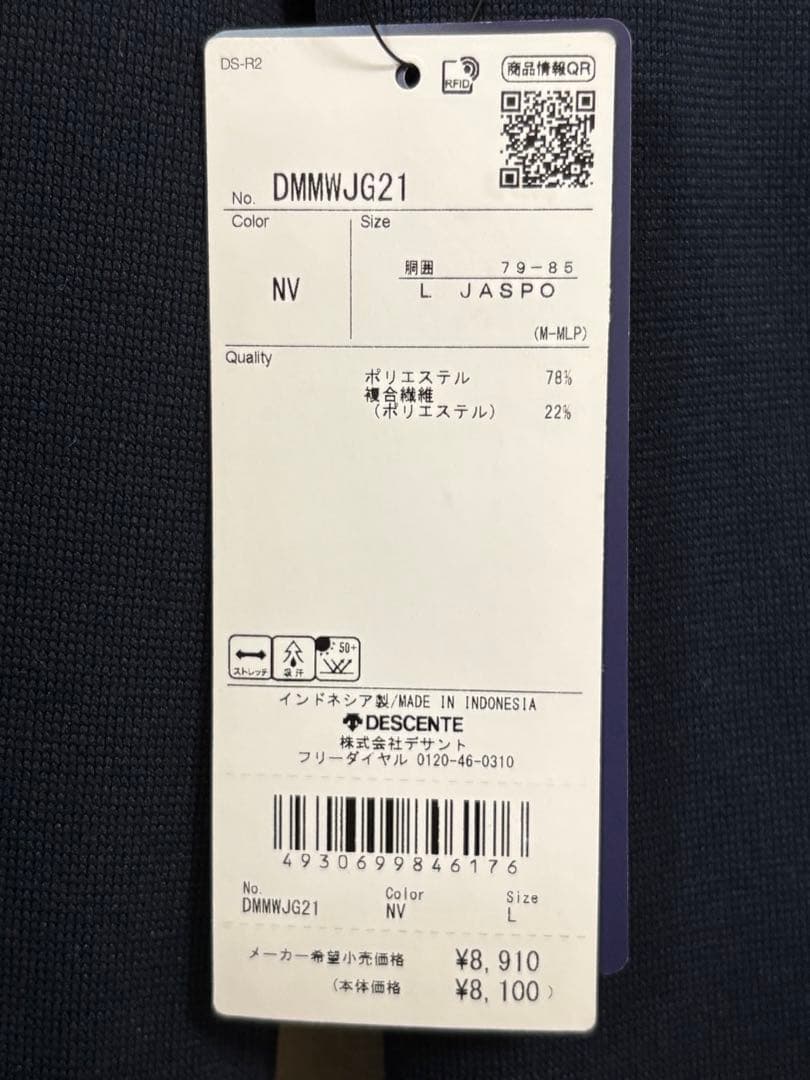 DS-R2
RFID
商品情報QR
No. DMMWJG21
Color
Size
NV
胴囲 79-85
L JASPO
(M-MLP)
Quality
ポリエステル 78%
複合繊維
(ポリエステル) 22%
ストレッチ
吸汗
50+
インドネシア製/MADE IN INDONESIA
DESCENTE
株式会社デサント
フリーダイヤル 0120-46-0310
4930699846176
No. Color Size
DMMWJG21 NV L
メーカー希望小売価格 ¥8,910
(本体価格 ¥8,100)